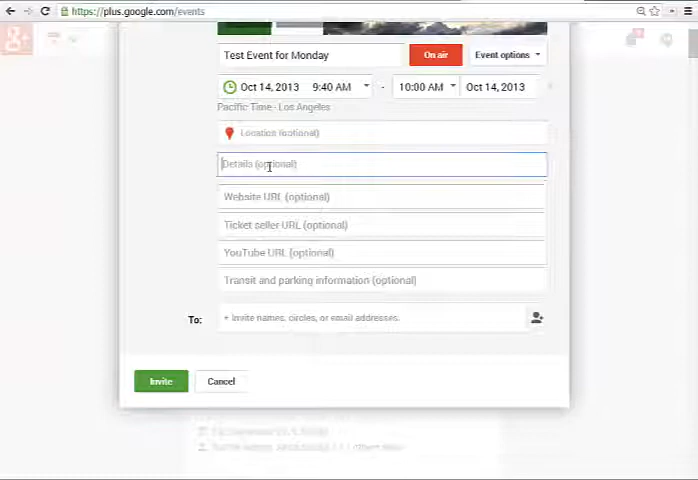 https://plus.google.com/events
Test Event for Monday
On air
Event options
Oct 14, 2013 9:40 AM - 10:00 AM Oct 14, 2013
Pacific Time - Los Angeles
Location (optional)
Details (optional)
Website URL (optional)
Ticket seller URL (optional)
YouTube URL (optional)
Transit and parking information (optional)
To: + Invite names, circles, or email addresses.
Invite
Cancel